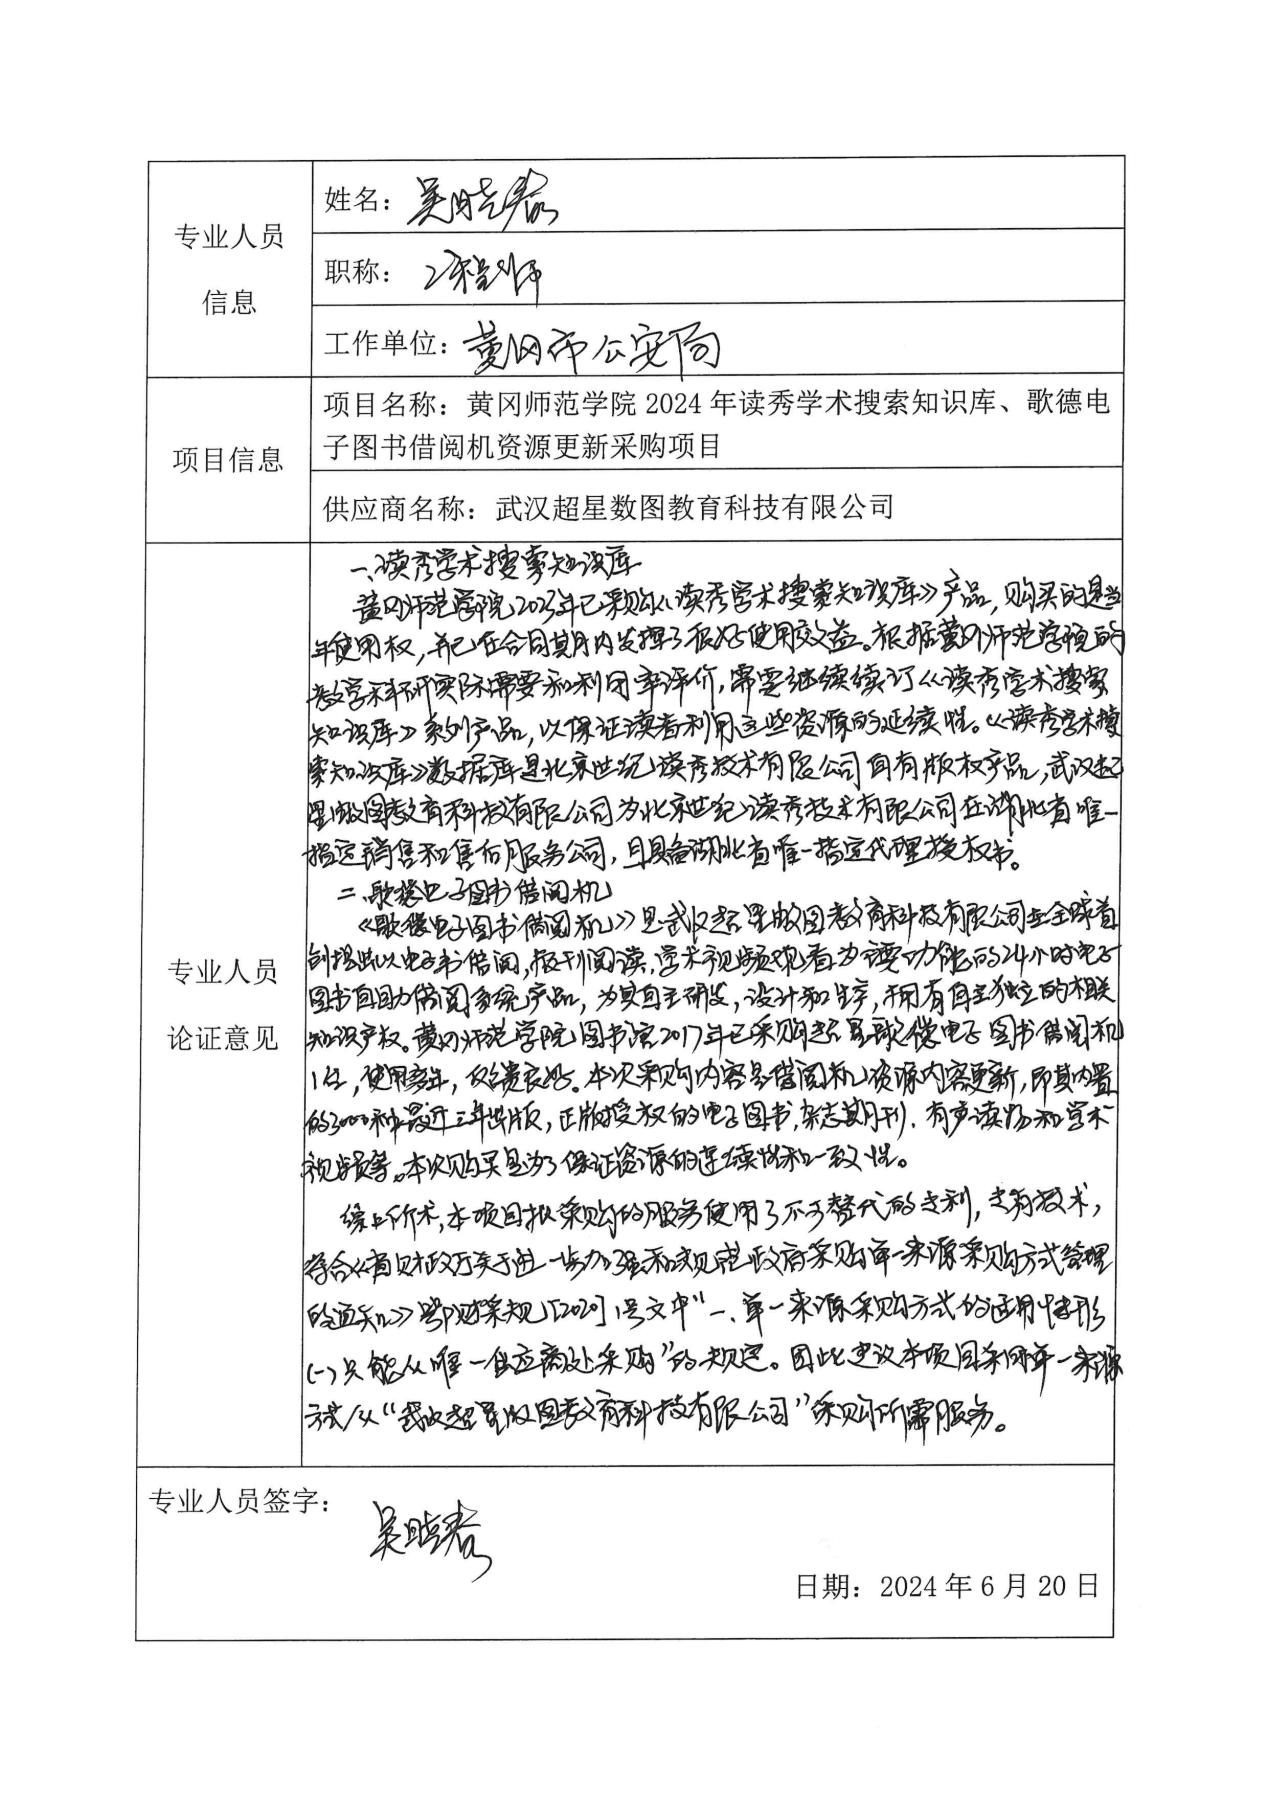 专业人员
信息
姓名：吴晓春
职称：工程师
工作单位：黄冈市公安局
项目信息
项目名称：黄冈师范学院 2024 年读秀学术搜索知识库、歌德电
子图书借阅机资源更新采购项目
供应商名称：武汉超星数图教育科技有限公司
专业人员
论证意见
一、读秀学术搜索知识库
黄冈师范学院2023年已采购《读秀学术搜索知识库》产品，购买的是当
年使用权，并已在合同期内发挥了很好使用效益。根据黄冈师范学院的
教学科研实际需要和利用率评价，需要继续续订《读秀学术搜索
知识库》系列产品，以保证读者利用这些资源的延续性。《读秀学术搜
索知识库》数据库是北京世纪读秀技术有限公司自有版权产品，武汉超
星数图教育科技有限公司为北京世纪读秀技术有限公司在湖北省唯一
指定销售和售后服务公司，且具备湖北省唯一指定代理授权书。
二、歌德电子图书借阅机
《歌德电子图书借阅机》是武汉超星数图教育科技有限公司在全球首
创提出以电子书借阅，报刊阅读，学术视频观看为主要功能的24小时电子
图书自助借阅系统产品，为其自主研发，设计和生产，拥有自主独立的相联
知识产权。黄冈师范学院图书馆2017年已采购超星歌德电子图书借阅机
1台，使用多年，反馈良好。本次采购内容是借阅机资源内容更新，即其内置
的3000种最近三年出版，正版授权的电子图书，杂志期刊，有声读物和学术
视频等。本次购买是为了保证资源的连续性和一致性。
综上所术，本项目拟采购的服务使用了不可替代的专利，专有技术，
符合《省财政厅关于进一步加强和规范政府采购单一来源采购方式管理
的通知》鄂财采规[2020]1号文中“一、单一来源采购方式的适用情形
(一)只能从唯一供应商处采购”的规定。因此建议本项目采用单一来源
方式从“武汉超星数图教育科技有限公司”采购所需服务。
专业人员签字：吴晓春
日期：2024 年 6 月 20 日